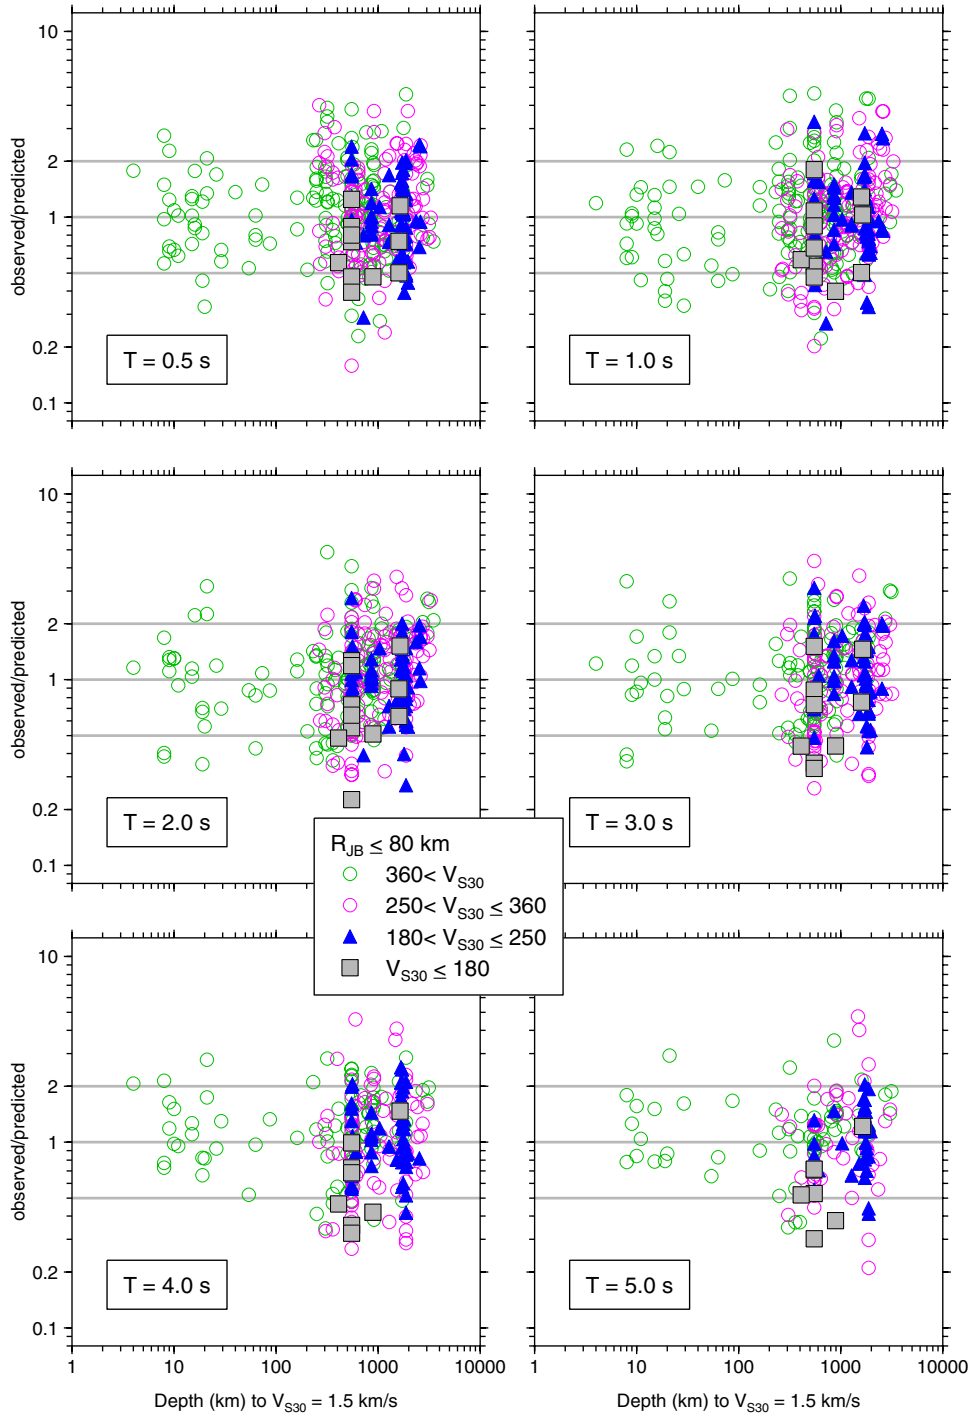 10
2
1
0.2
0.1
observed/predicted
T = 0.5 s
T = 1.0 s
10
2
1
0.2
0.1
observed/predicted
T = 2.0 s
T = 3.0 s
R_JB ≤ 80 km
360< V_S30
250< V_S30 ≤ 360
180< V_S30 ≤ 250
V_S30 ≤ 180
10
2
1
0.2
0.1
observed/predicted
T = 4.0 s
T = 5.0 s
1 10 100 1000 10000
1 10 100 1000 10000
Depth (km) to V_S30 = 1.5 km/s
Depth (km) to V_S30 = 1.5 km/s